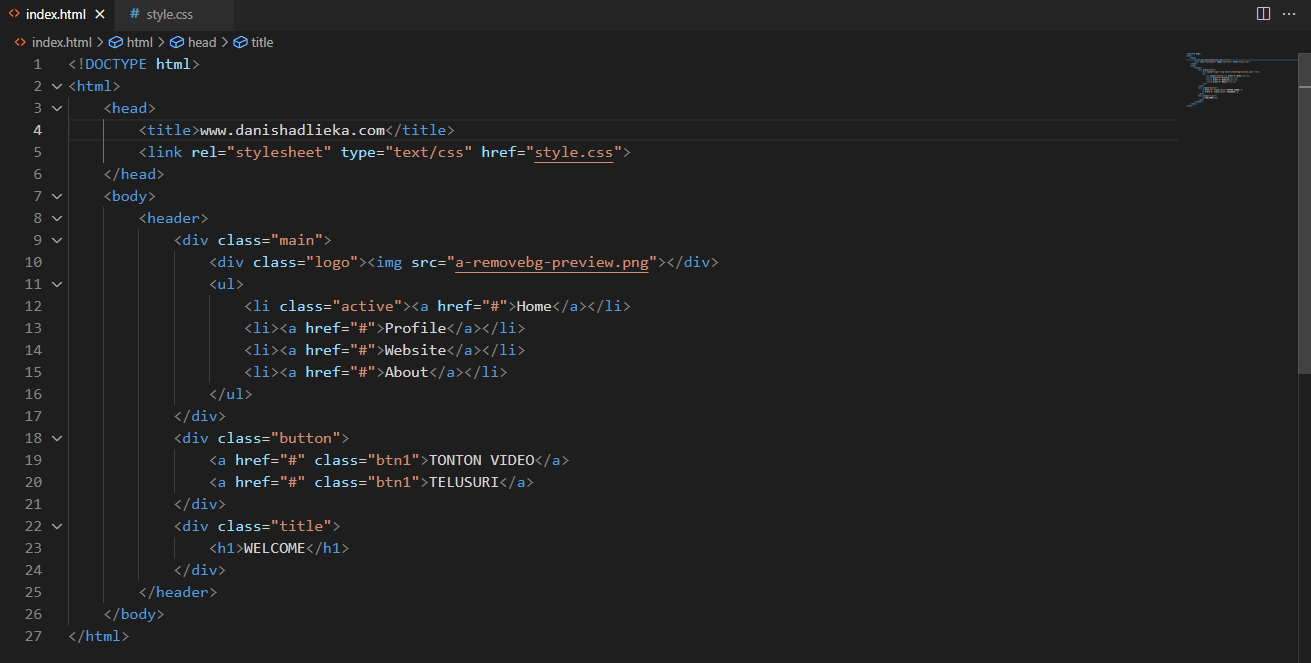 index.html
style.css
index.html > html > head > title
1 <!DOCTYPE html>
2 <html>
3 <head>
4 <title>www.danishadlieka.com</title>
5 <link rel="stylesheet" type="text/css" href="style.css">
6 </head>
7 <body>
8 <header>
9 <div class="main">
10 <div class="logo"><img src="a-removebg-preview.png"></div>
11 <ul>
12 <li class="active"><a href="#">Home</a></li>
13 <li><a href="#">Profile</a></li>
14 <li><a href="#">Website</a></li>
15 <li><a href="#">About</a></li>
16 </ul>
17 </div>
18 <div class="button">
19 <a href="#" class="btn1">TONTON VIDEO</a>
20 <a href="#" class="btn1">TELUSURI</a>
21 </div>
22 <div class="title">
23 <h1>WELCOME</h1>
24 </div>
25 </header>
26 </body>
27 </html>